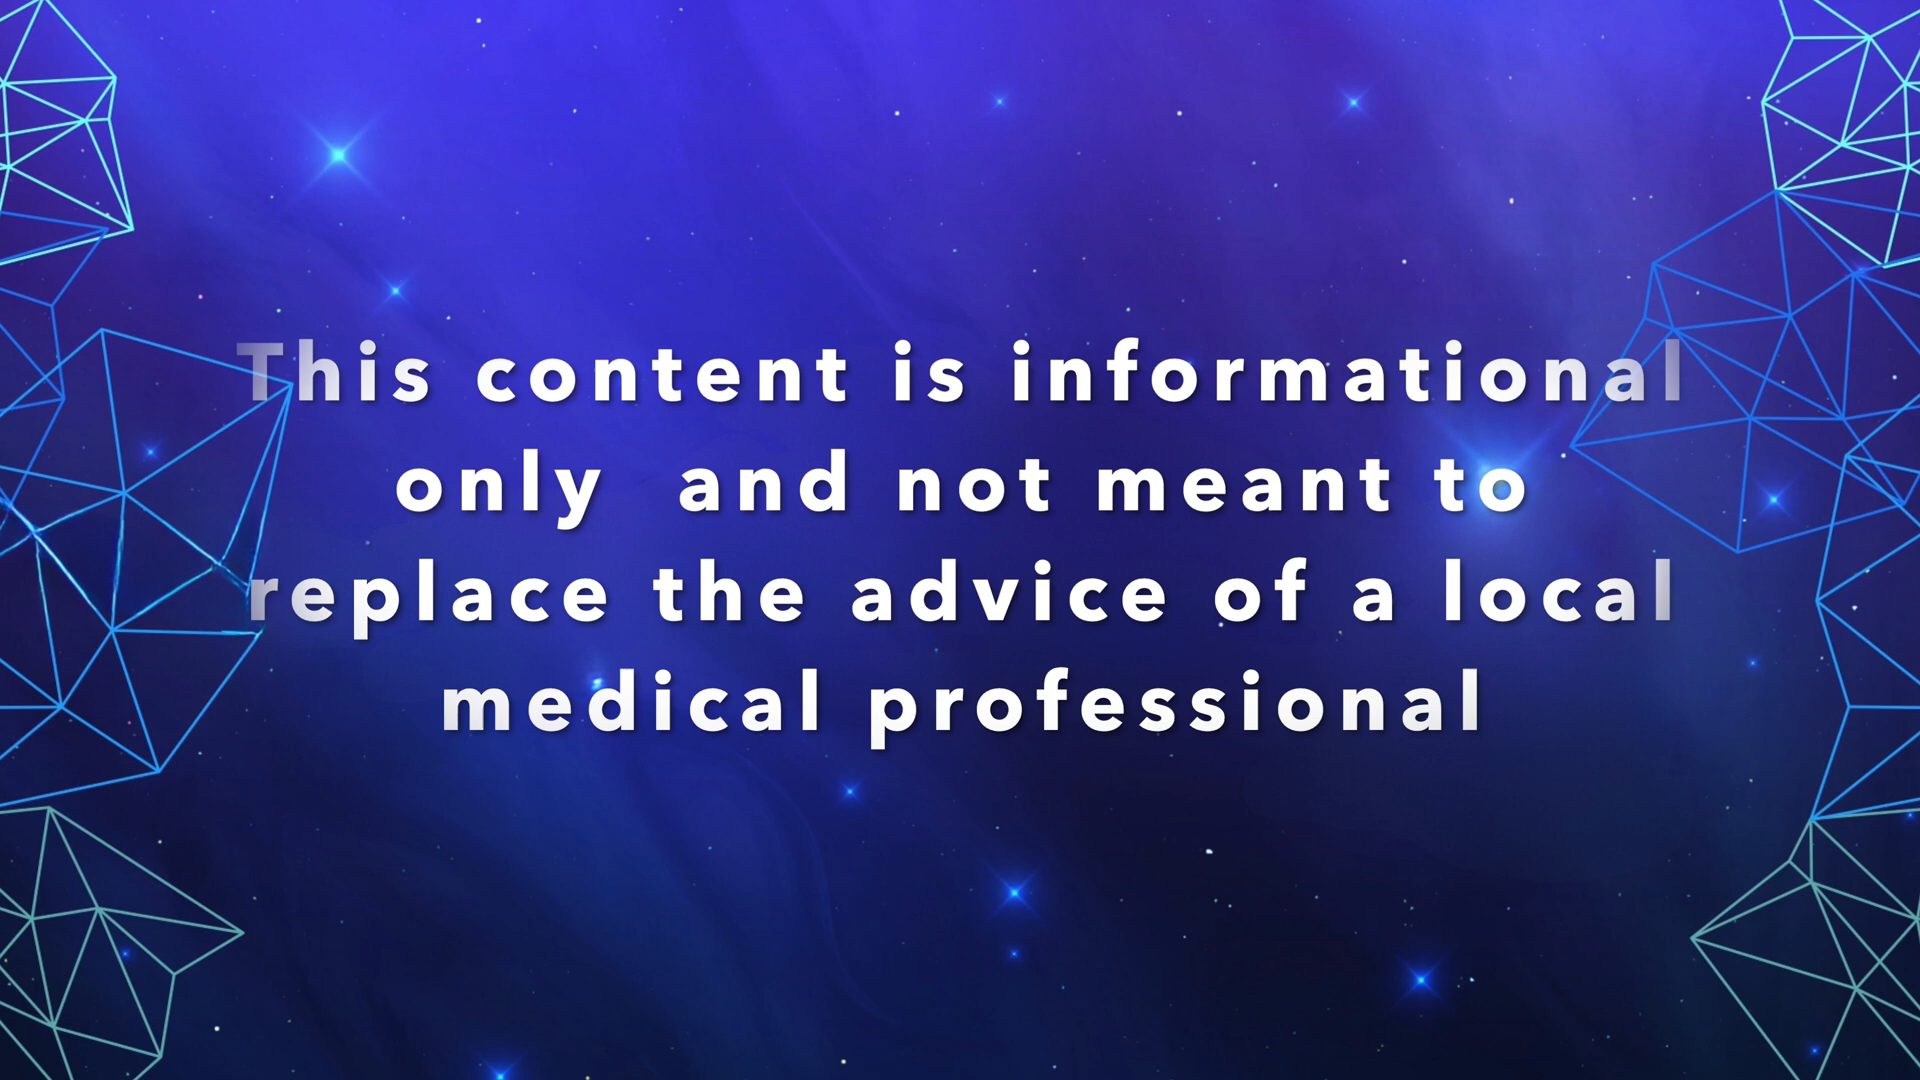 This content is informational
only  and not meant to
replace the advice of a local
medical professional